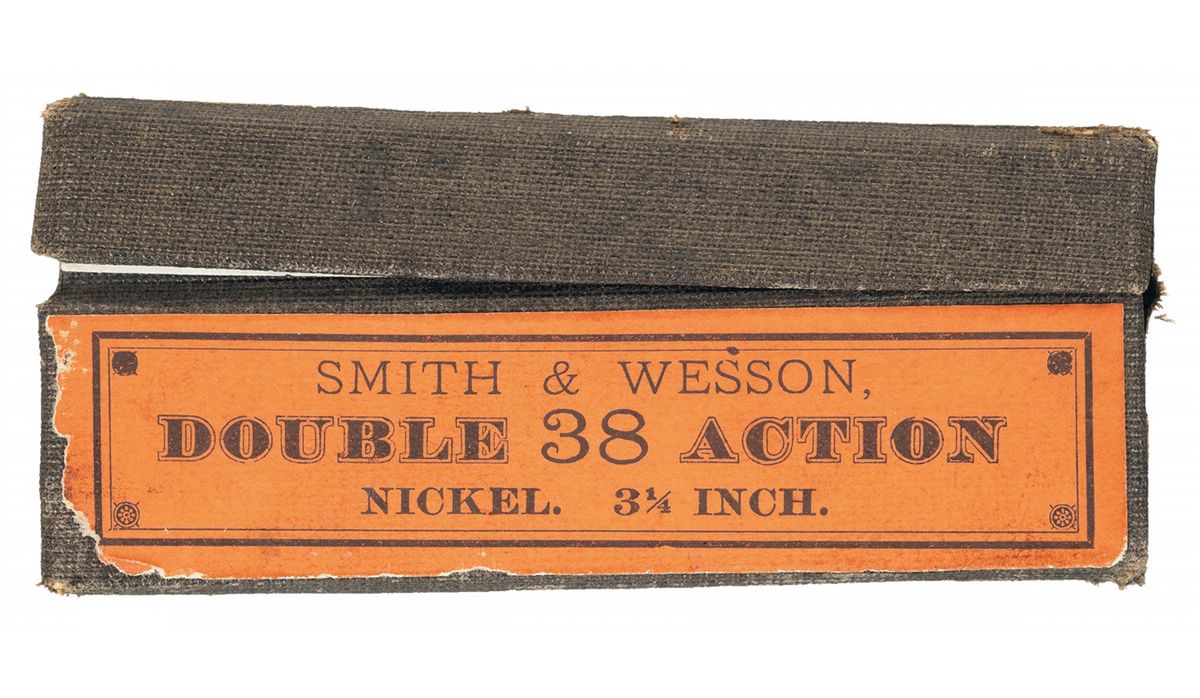 SMITH & WESSON,
DOUBLE 38 ACTION
NICKEL. 3¼ INCH.